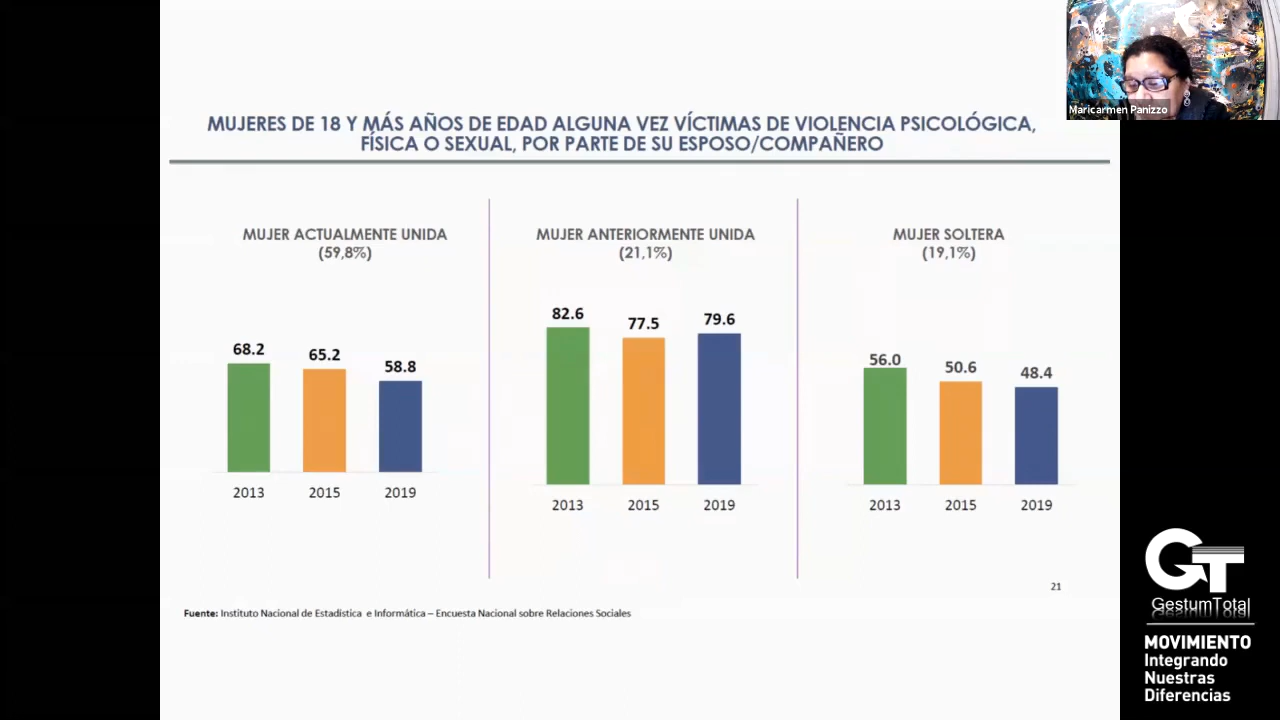 Maricarmen Panizzo
MUJERES DE 18 Y MÁS AÑOS DE EDAD ALGUNA VEZ VÍCTIMAS DE VIOLENCIA PSICOLÓGICA,
FÍSICA O SEXUAL, POR PARTE DE SU ESPOSO/COMPAÑERO
MUJER ACTUALMENTE UNIDA
(59,8%)
68.2
65.2
58.8
2013
2015
2019
MUJER ANTERIORMENTE UNIDA
(21,1%)
82.6
77.5
79.6
2013
2015
2019
MUJER SOLTERA
(19,1%)
56.0
50.6
48.4
2013
2015
2019
21
Fuente: Instituto Nacional de Estadística e Informática – Encuesta Nacional sobre Relaciones Sociales
GT
GestumTotal
MOVIMIENTO
Integrando
Nuestras
Diferencias